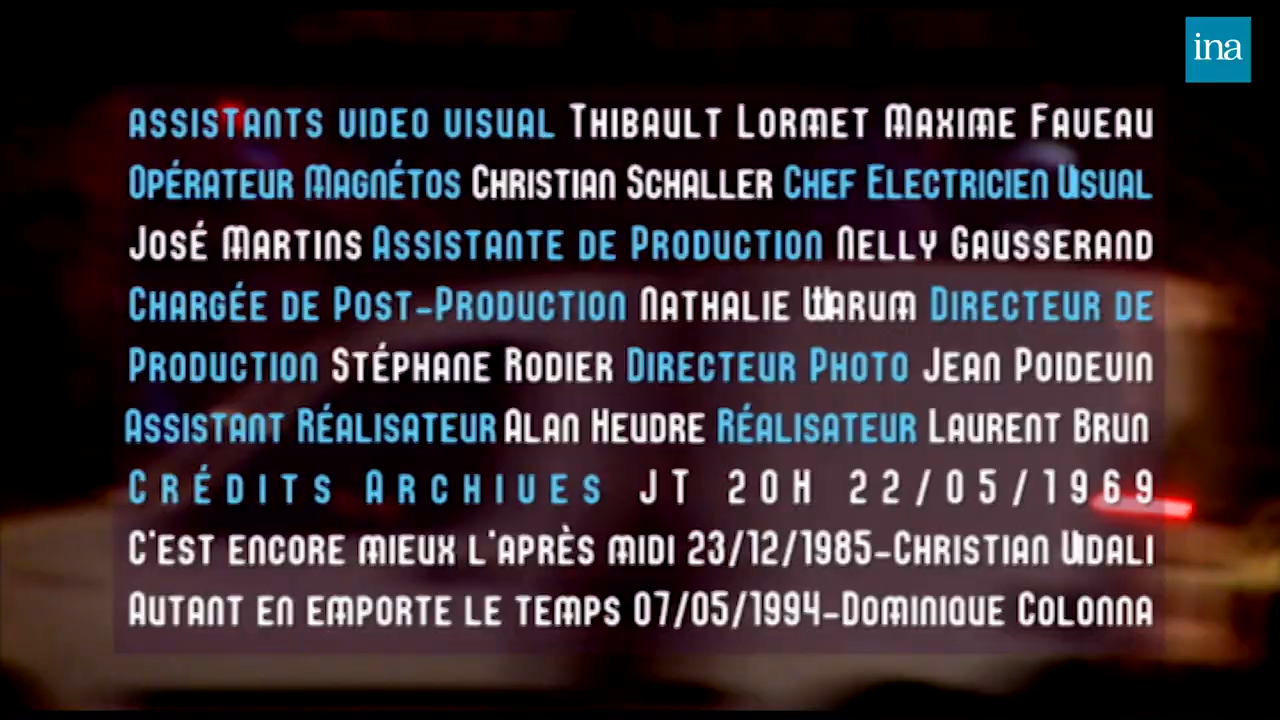 ina
ASSISTANTS VIDEO VISUAL THIBAULT LORMET MAXIME FAVEAU
OPÉRATEUR MAGNÉTOS CHRISTIAN SCHALLER CHEF ELECTRICIEN VISUAL
JOSÉ MARTINS ASSISTANTE DE PRODUCTION NELLY GAUSSERAND
CHARGÉE DE POST-PRODUCTION NATHALIE WARUM DIRECTEUR DE
PRODUCTION STÉPHANE RODIER DIRECTEUR PHOTO JEAN POIDEVIN
ASSISTANT RÉALISATEUR ALAN HEUDRE RÉALISATEUR LAURENT BRUN
CRÉDITS ARCHIVES JT 20H 22/05/1969
C'EST ENCORE MIEUX L'APRÈS MIDI 23/12/1985-CHRISTIAN VIDALI
AUTANT EN EMPORTE LE TEMPS 07/05/1994-DOMINIQUE COLONNA